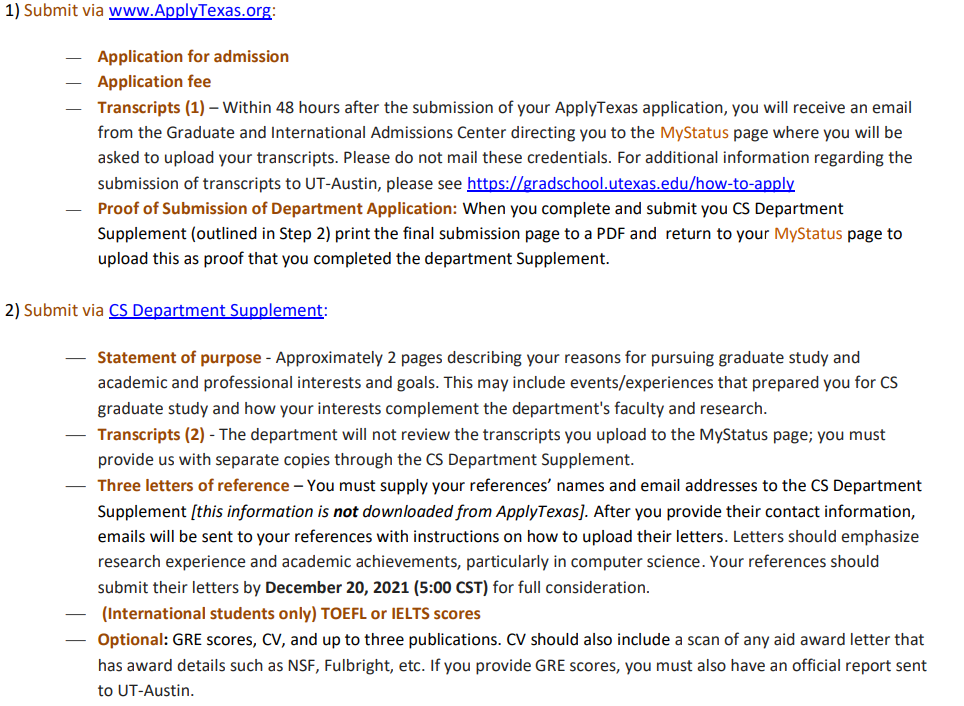 1) Submit via www.ApplyTexas.org:
— Application for admission
— Application fee
— Transcripts (1) – Within 48 hours after the submission of your ApplyTexas application, you will receive an email
from the Graduate and International Admissions Center directing you to the MyStatus page where you will be
asked to upload your transcripts. Please do not mail these credentials. For additional information regarding the
submission of transcripts to UT-Austin, please see https://gradschool.utexas.edu/how-to-apply
— Proof of Submission of Department Application: When you complete and submit you CS Department
Supplement (outlined in Step 2) print the final submission page to a PDF and return to your MyStatus page to
upload this as proof that you completed the department Supplement.
2) Submit via CS Department Supplement:
— Statement of purpose - Approximately 2 pages describing your reasons for pursuing graduate study and
academic and professional interests and goals. This may include events/experiences that prepared you for CS
graduate study and how your interests complement the department's faculty and research.
— Transcripts (2) - The department will not review the transcripts you upload to the MyStatus page; you must
provide us with separate copies through the CS Department Supplement.
— Three letters of reference – You must supply your references’ names and email addresses to the CS Department
Supplement [this information is not downloaded from ApplyTexas]. After you provide their contact information,
emails will be sent to your references with instructions on how to upload their letters. Letters should emphasize
research experience and academic achievements, particularly in computer science. Your references should
submit their letters by December 20, 2021 (5:00 CST) for full consideration.
— (International students only) TOEFL or IELTS scores
— Optional: GRE scores, CV, and up to three publications. CV should also include a scan of any aid award letter that
has award details such as NSF, Fulbright, etc. If you provide GRE scores, you must also have an official report sent
to UT-Austin.